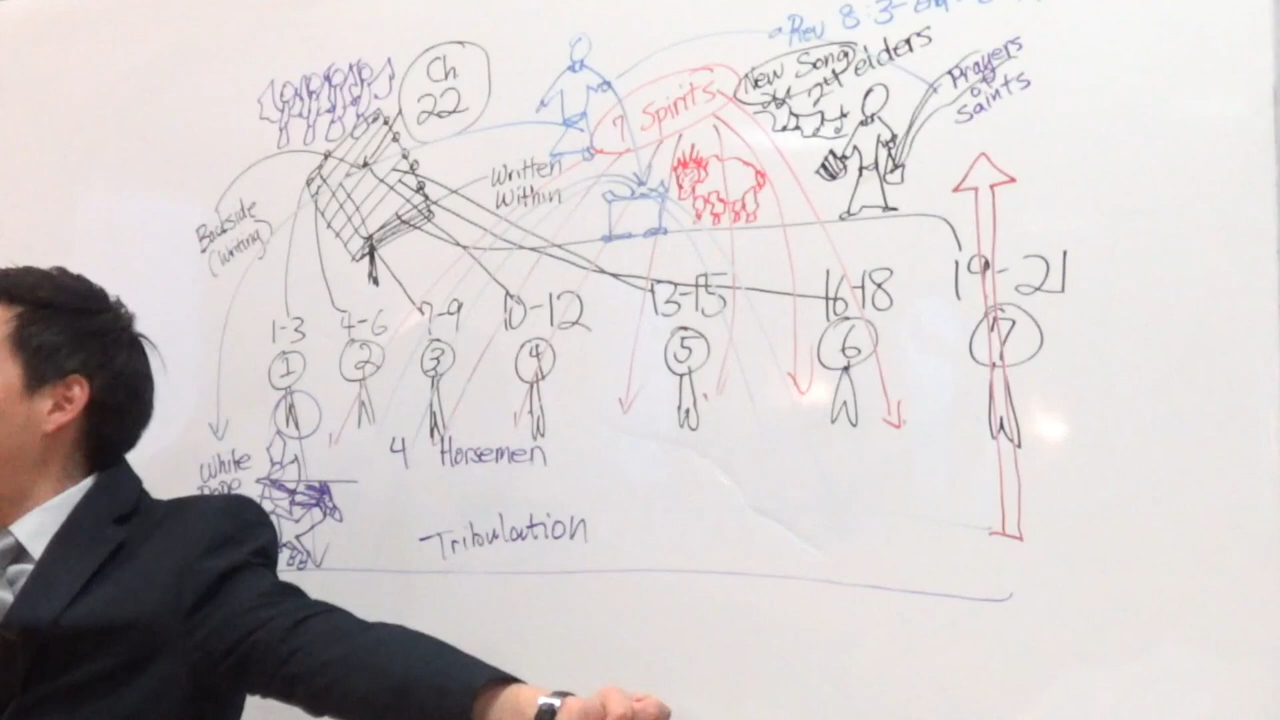 Rev 8:3-
Ch
22
New Song
24 elders
Prayers
of
Saints
7 Spirits
Written
Within
Backside
(Writing)
1-3
4-6
7-9
10-12
13-15
16-18
19-21
1
2
3
4
5
6
7
4 Horsemen
White
Tribulation